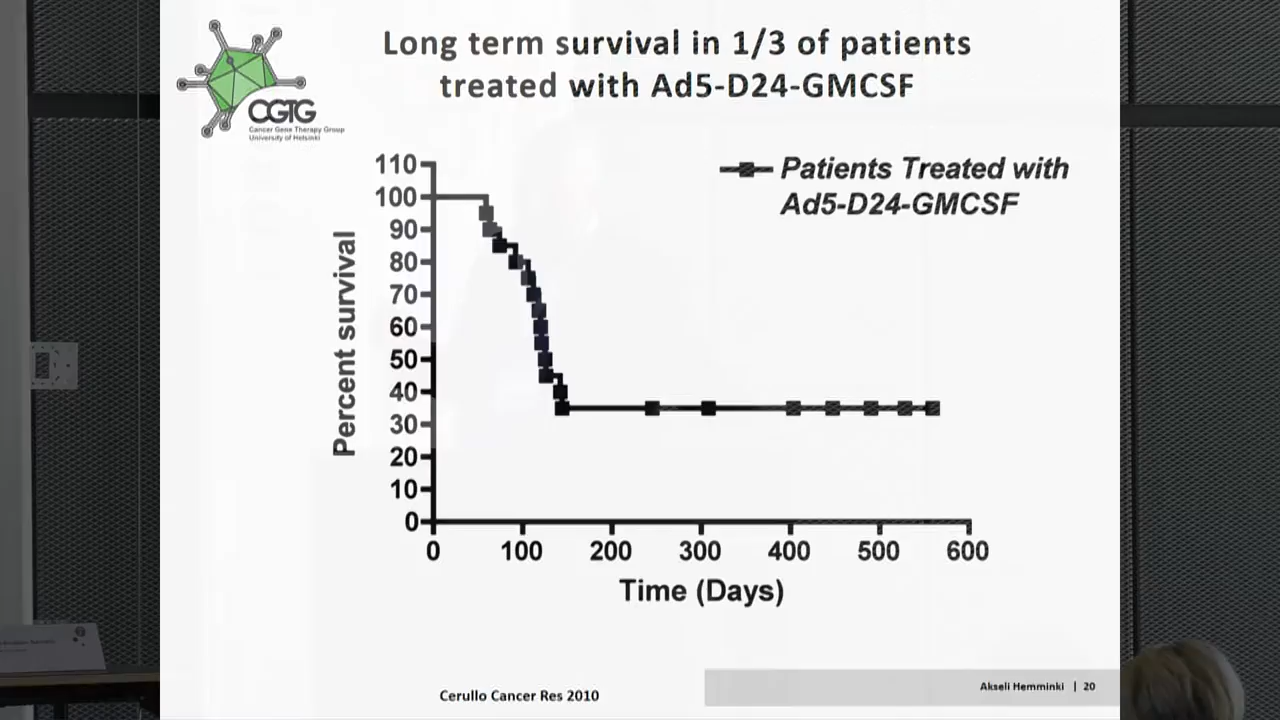 Long term survival in 1/3 of patients
treated with Ad5-D24-GMCSF
CGTG
Cancer Gene Therapy Group
University of Helsinki
Patients Treated with
Ad5-D24-GMCSF
Percent survival
110
100
90
80
70
60
50
40
30
20
10
0
0 100 200 300 400 500 600
Time (Days)
Cerullo Cancer Res 2010
Akseli Hemminki | 20